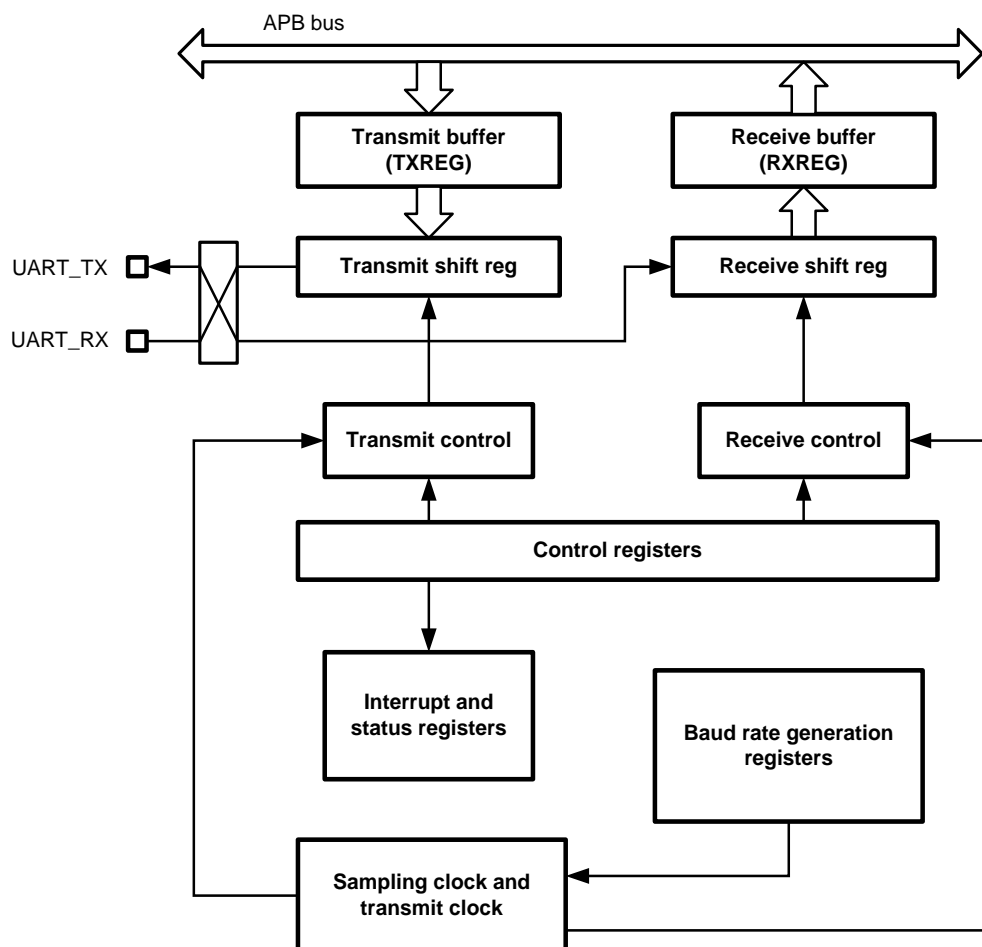 APB bus
Transmit buffer
(TXREG)
Receive buffer
(RXREG)
UART_TX
Transmit shift reg
Receive shift reg
UART_RX
Transmit control
Receive control
Control registers
Interrupt and
status registers
Baud rate generation
registers
Sampling clock and
transmit clock